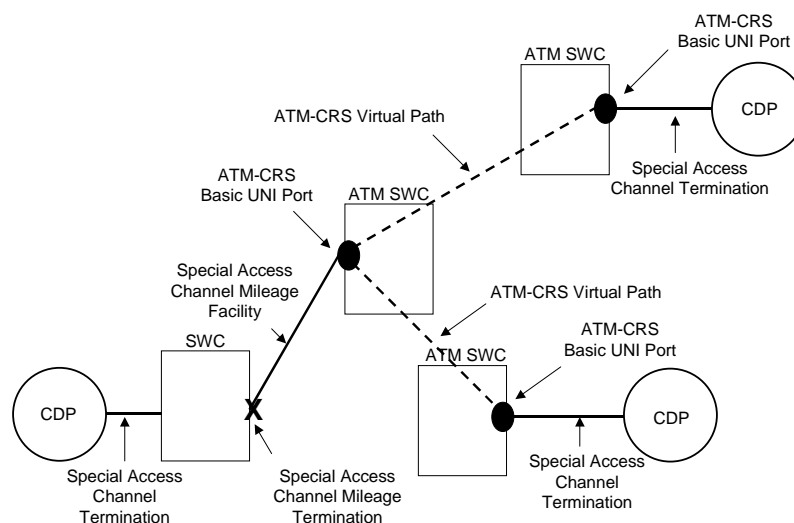 ATM-CRS
Basic UNI Port
ATM SWC
CDP
ATM-CRS Virtual Path
Special Access
Channel Termination
ATM-CRS
Basic UNI Port
ATM SWC
Special Access
Channel Mileage
Facility
ATM-CRS Virtual Path
SWC
ATM-CRS
Basic UNI Port
ATM SWC
CDP
X
CDP
Special Access
Channel
Termination
Special Access
Channel Mileage
Termination
Special Access
Channel
Termination